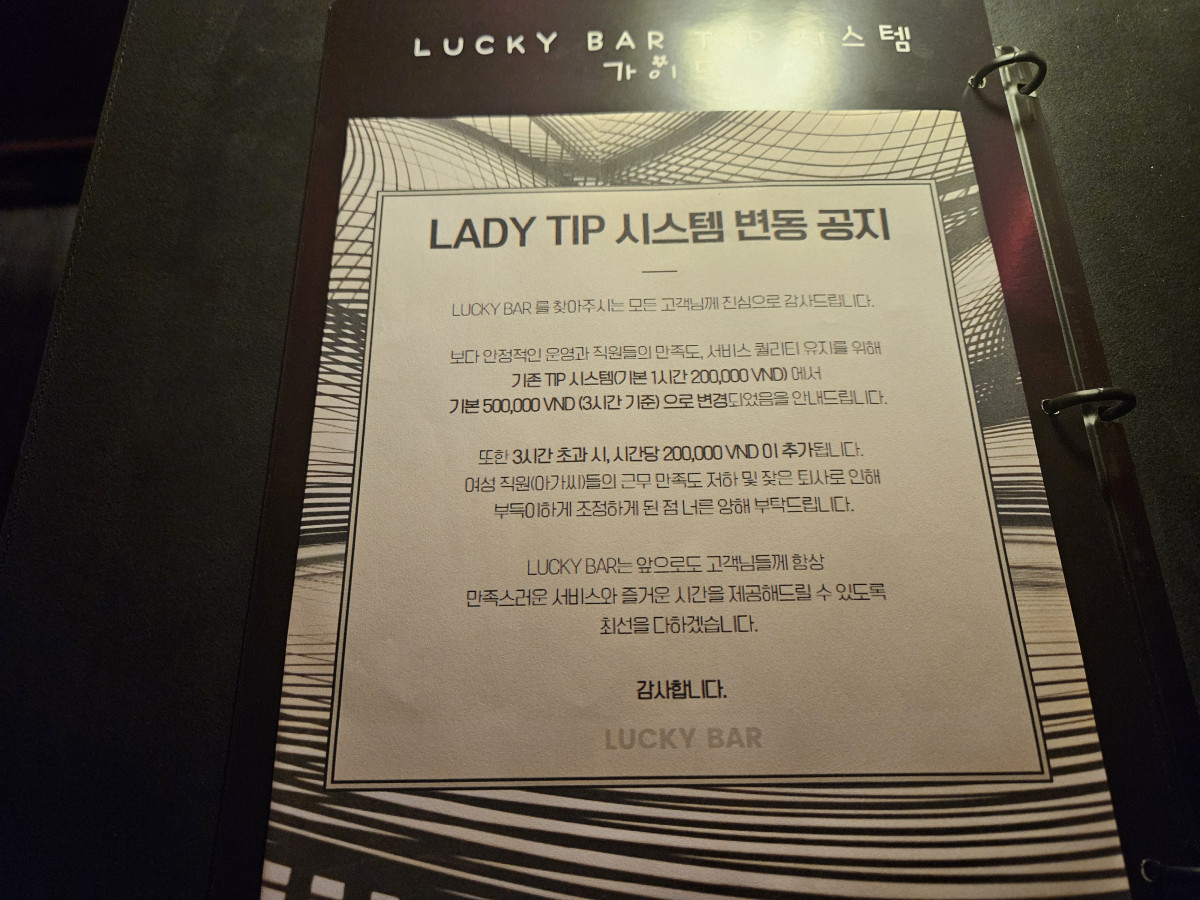 LUCKY BAR TIP 시스템
가이드
LADY TIP 시스템 변동 공지
LUCKY BAR 를 찾아주시는 모든 고객님께 진심으로 감사드립니다.
보다 안정적인 운영과 직원들의 만족도, 서비스 퀄리티 유지를 위해
기존 TIP 시스템(기본 1시간 200,000 VND) 에서
기본 500,000 VND (3시간 기준) 으로 변경되었음을 안내드립니다.
또한 3시간 초과 시, 시간당 200,000 VND 이 추가됩니다.
여성 직원(아가씨)들의 근무 만족도 저하 및 잦은 퇴사로 인해
부득이하게 조정하게 된 점 너른 양해 부탁드립니다.
LUCKY BAR는 앞으로도 고객님들께 항상
만족스러운 서비스와 즐거운 시간을 제공해드릴 수 있도록
최선을 다하겠습니다.
감사합니다.
LUCKY BAR